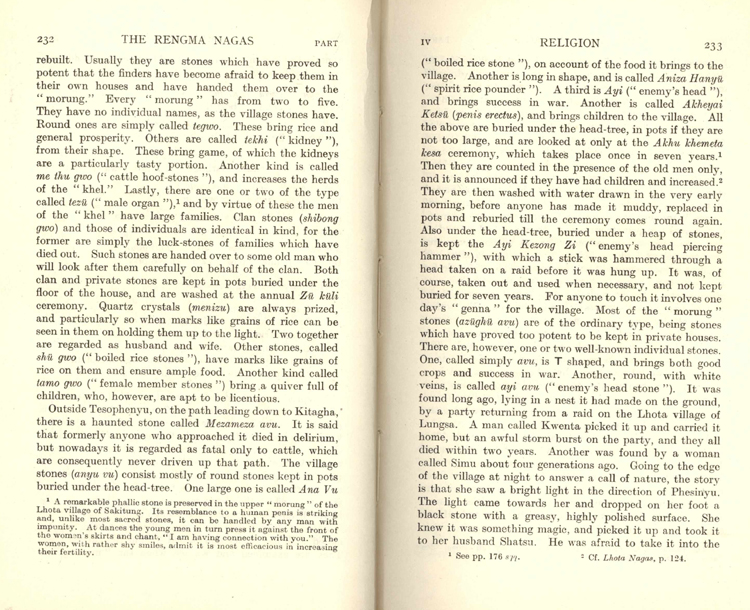 232 THE RENGMA NAGAS PART
rebuilt. Usually they are stones which have proved so
potent that the finders have become afraid to keep them in
their own houses and have handed them over to the
“ morung.” Every “ morung ” has from two to five.
They have no individual names, as the village stones have.
Round ones are simply called tegwo. These bring rice and
general prosperity. Others are called tekhi (“ kidney ”),
from their shape. These bring game, of which the kidneys
are a particularly tasty portion. Another kind is called
me thu gwo (“ cattle hoof-stones ”), and increases the herds
of the “ khel.” Lastly, there are one or two of the type
called tezü (“ male organ ”),¹ and by virtue of these the men
of the “ khel ” have large families. Clan stones (shibong
gwo) and those of individuals are identical in kind, for the
former are simply the luck-stones of families which have
died out. Such stones are handed over to some old man who
will look after them carefully on behalf of the clan. Both
clan and private stones are kept in pots buried under the
floor of the house, and are washed at the annual Zü küli
ceremony. Quartz crystals (menizu) are always prized,
and particularly so when marks like grains of rice can be
seen in them on holding them up to the light. Two together
are regarded as husband and wife. Other stones, called
shü gwo (“ boiled rice stones ”), have marks like grains of
rice on them and ensure ample food. Another kind called
tamo gwo (“ female member stones ”) bring a quiver full of
children, who, however, are apt to be licentious.
Outside Tesophenyu, on the path leading down to Kitagha,
there is a haunted stone called Mezameza avu. It is said
that formerly anyone who approached it died in delirium,
but nowadays it is regarded as fatal only to cattle, which
are consequently never driven up that path. The village
stones (anyu vu) consist mostly of round stones kept in pots
buried under the head-tree. One large one is called Ana Vu
¹ A remarkable phallic stone is preserved in the upper “ morung ” of the
Lhota village of Sakitung. Its resemblance to a human penis is striking
and, unlike most sacred stones, it can be handled by any man with
impunity. At dances the young men in turn press it against the front of
the women's skirts and chant, “ I am having connection with you.” The
women, with rather shy smiles, admit it is most efficacious in increasing
their fertility.
IV RELIGION 233
(“ boiled rice stone ”), on account of the food it brings to the
village. Another is long in shape, and is called Aniza Hanyü
(“ spirit rice pounder ”). A third is Ayi (“ enemy's head ”),
and brings success in war. Another is called Akheyai
Ketsü (penis erectus), and brings children to the village. All
the above are buried under the head-tree, in pots if they are
not too large, and are looked at only at the Akhu khemeta
kesa ceremony, which takes place once in seven years.¹
Then they are counted in the presence of the old men only,
and it is announced if they have had children and increased.²
They are then washed with water drawn in the very early
morning, before anyone has made it muddy, replaced in
pots and reburied till the ceremony comes round again.
Also under the head-tree, buried under a heap of stones,
is kept the Ayi Kezong Zi (“ enemy's head piercing
hammer ”), with which a stick was hammered through a
head taken on a raid before it was hung up. It was, of
course, taken out and used when necessary, and not kept
buried for seven years. For anyone to touch it involves one
day's “ genna ” for the village. Most of the “ morung ”
stones (azüghü avu) are of the ordinary type, being stones
which have proved too potent to be kept in private houses.
There are, however, one or two well-known individual stones.
One, called simply avu, is T shaped, and brings both good
crops and success in war. Another, round, with white
veins, is called ayi avu (“ enemy's head stone ”). It was
found long ago, lying in a nest it had made on the ground,
by a party returning from a raid on the Lhota village of
Lungsa. A man called Kwenta picked it up and carried it
home, but an awful storm burst on the party, and they all
died within two years. Another was found by a woman
called Simu about four generations ago. Going to the edge
of the village at night to answer a call of nature, the story
is that she saw a bright light in the direction of Phesinyu.
The light came towards her and dropped on her foot a
black stone with a greasy, highly polished surface. She
knew it was something magic, and picked it up and took it
to her husband Shatsu. He was afraid to take it into the
¹ See pp. 176 sqq. ² Cf. Lhota Nagas, p. 124.